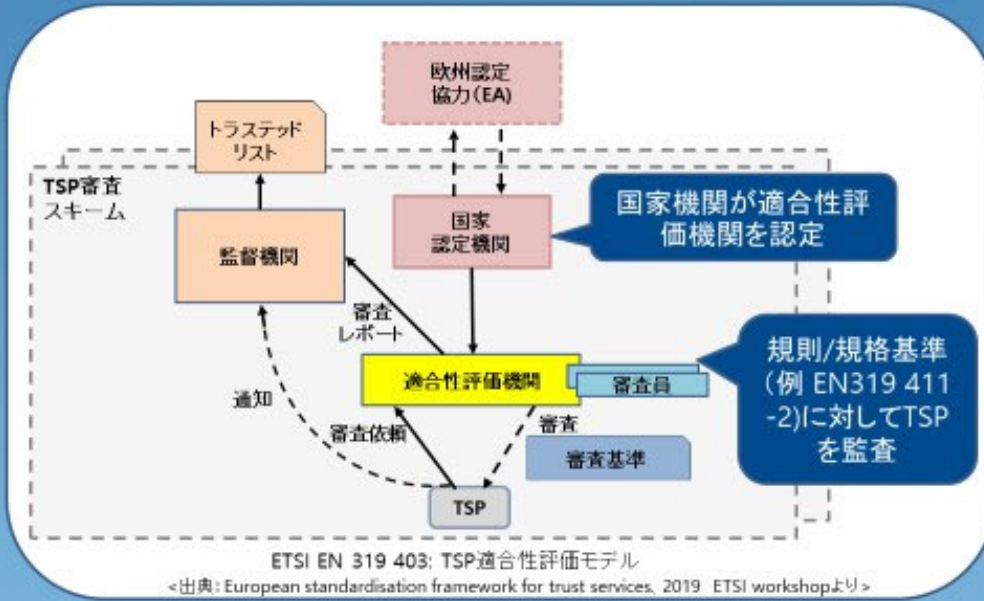 欧州認定
協力(EA)
トラステッド
リスト
TSP審査
スキーム
監督機関
国家
認定機関
国家機関が適合性評
価機関を認定
審査
レポート
適合性評価機関
審査員
規則/規格基準
(例 EN319 411
-2)に対してTSP
を監査
通知
審査依頼
審査
審査基準
TSP
ETSI EN 319 403: TSP適合性評価モデル
<出典: European standardisation framework for trust services, 2019 ETSI workshopより>